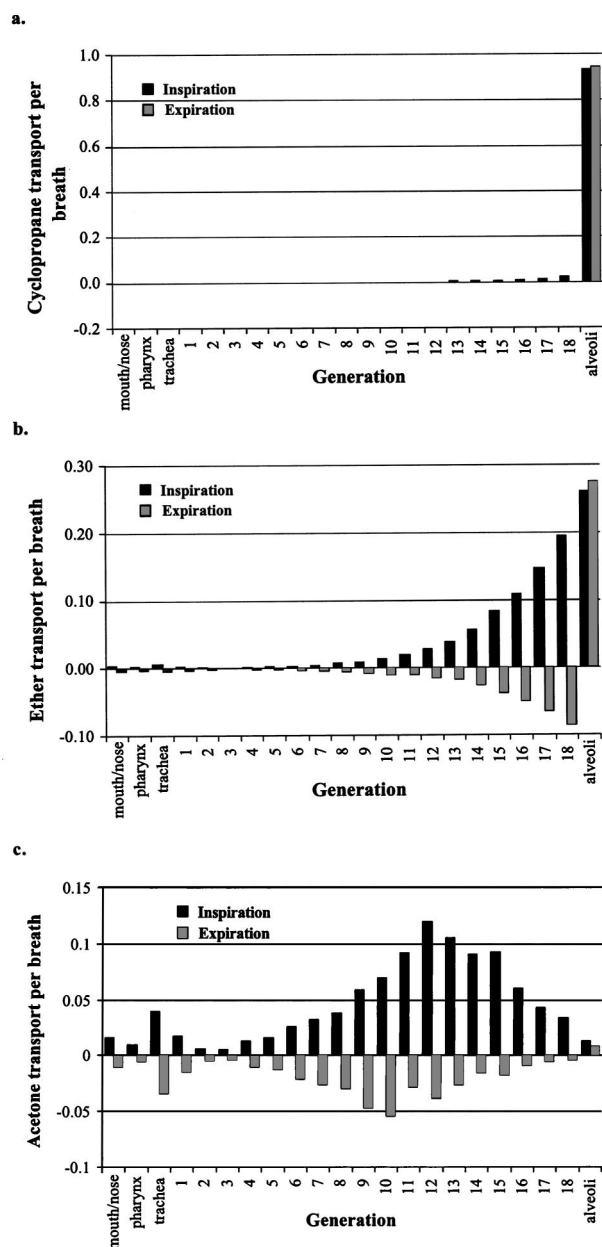 a.
Cyclopropane transport per
breath
1.0
0.8
0.6
0.4
0.2
0.0
-0.2
Inspiration
Expiration
mouth/nose
pharynx
trachea
1
2
3
4
5
6
7
8
9
10
11
12
13
14
15
16
17
18
alveoli
Generation
b.
Ether transport per breath
0.30
0.20
0.10
0.00
-0.10
Inspiration
Expiration
mouth/nose
pharynx
trachea
1
2
3
4
5
6
7
8
9
10
11
12
13
14
15
16
17
18
alveoli
Generation
c.
Acetone transport per breath
0.15
0.1
0.05
0
-0.05
-0.1
Inspiration
Expiration
mouth/nose
pharynx
trachea
1
2
3
4
5
6
7
8
9
10
11
12
13
14
15
16
17
18
alveoli
Generation